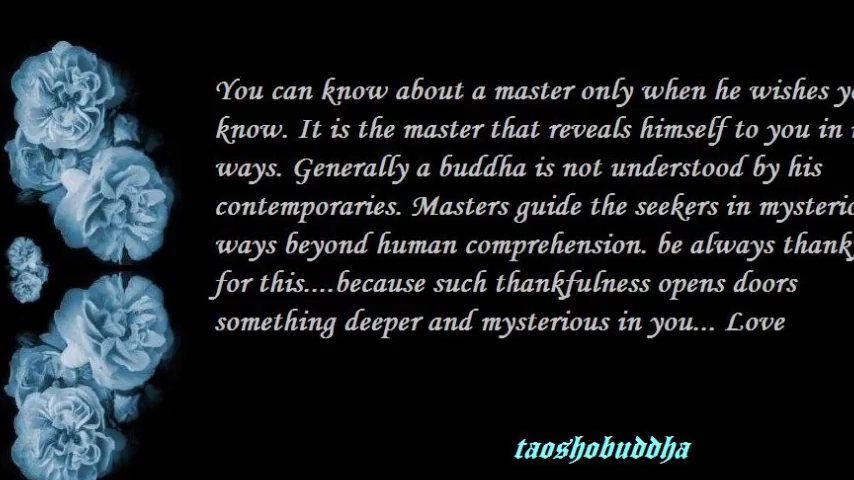 You can know about a master only when he wishes
know. It is the master that reveals himself to you in
ways. Generally a buddha is not understood by his
contemporaries. Masters guide the seekers in
ways beyond human comprehension. be always
for this....because such thankfulness opens doors
something deeper and mysterious in you... Love
taoshobuddha